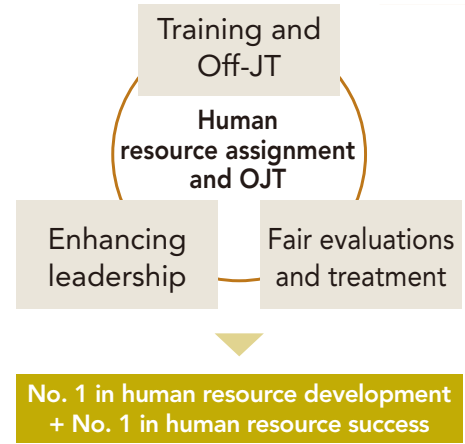 Training and
Off-JT
Human
resource assignment
and OJT
Enhancing
leadership
Fair evaluations
and treatment
No. 1 in human resource development
+ No. 1 in human resource success